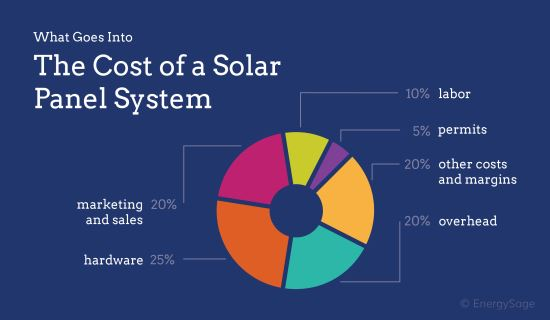 What Goes Into
The Cost of a Solar
Panel System
10% labor
5% permits
20% other costs
and margins
20% overhead
marketing 20%
and sales
hardware 25%
© EnergySage